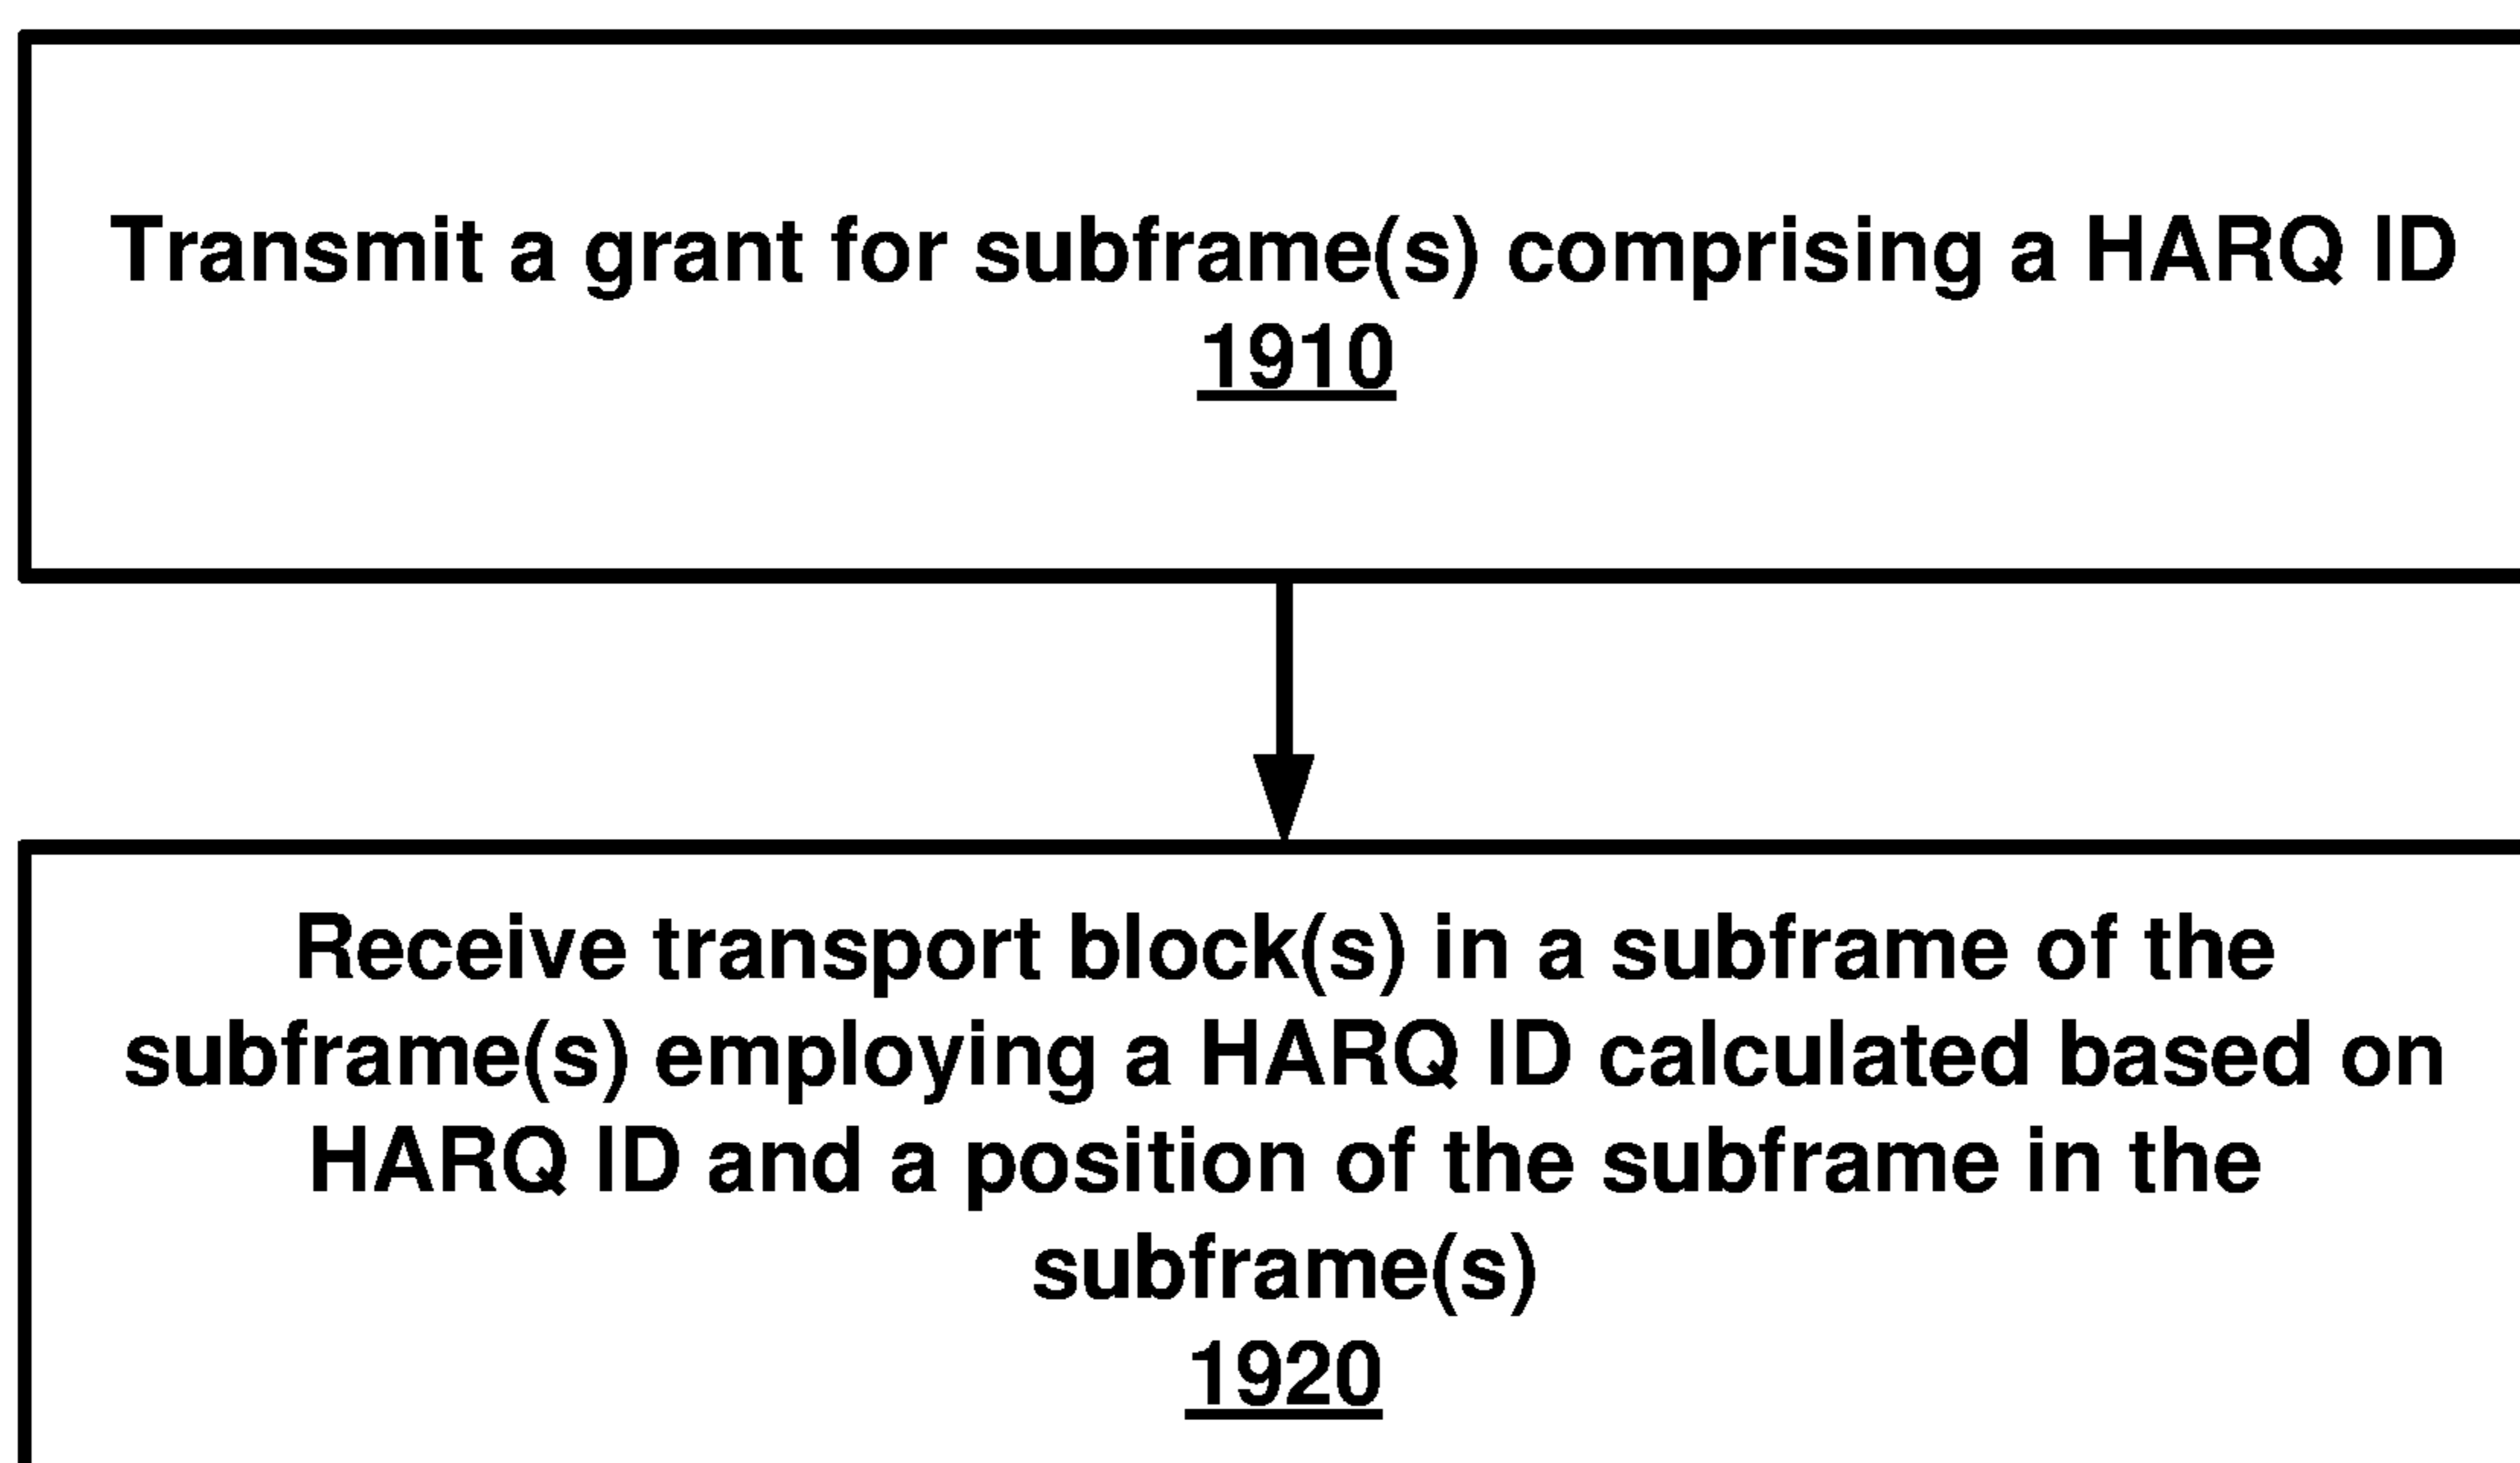 Transmit a grant for subframe(s) comprising a HARQ ID
1910
Receive transport block(s) in a subframe of the
subframe(s) employing a HARQ ID calculated based on
HARQ ID and a position of the subframe in the
subframe(s)
1920